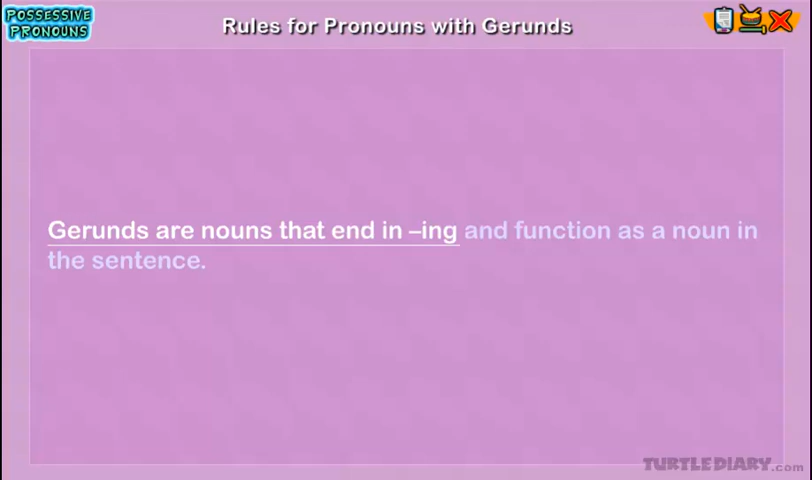 POSSESSIVE
PRONOUNS
Rules for Pronouns with Gerunds
Gerunds are nouns that end in –ing and function as a noun in
the sentence.
TURTLEDIARY.com